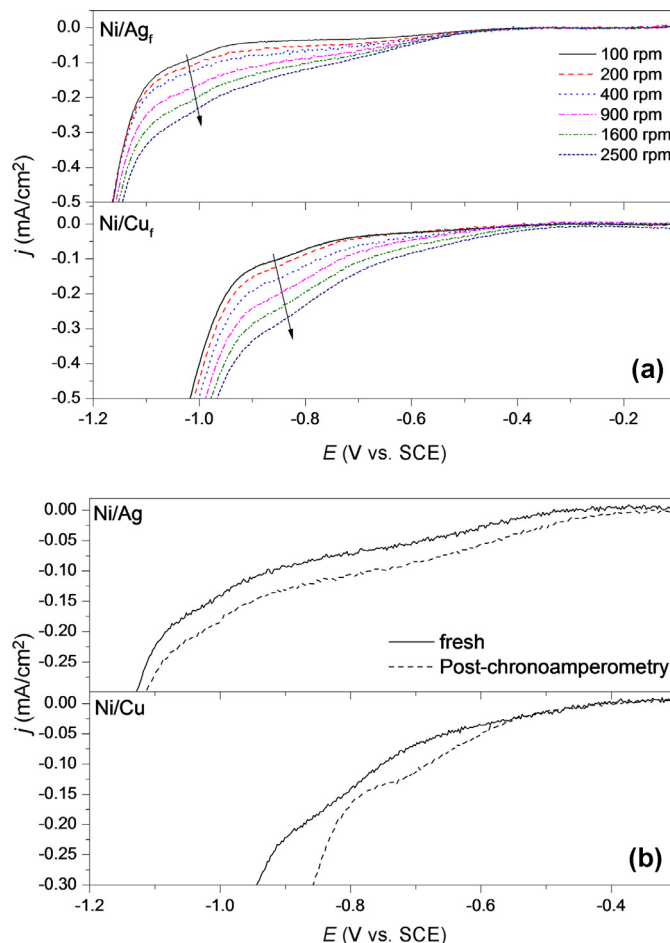 Ni/Agf
0.0
-0.1
-0.2
-0.3
-0.4
-0.5
100 rpm
200 rpm
400 rpm
900 rpm
1600 rpm
2500 rpm
j (mA/cm²)
Ni/Cuf
0.0
-0.1
-0.2
-0.3
-0.4
-0.5
(a)
-1.2 -1.0 -0.8 -0.6 -0.4 -0.2
E (V vs. SCE)
Ni/Ag
0.00
-0.05
-0.10
-0.15
-0.20
-0.25
fresh
Post-chronoamperometry
j (mA/cm²)
Ni/Cu
0.00
-0.05
-0.10
-0.15
-0.20
-0.25
-0.30
(b)
-1.2 -1.0 -0.8 -0.6 -0.4
E (V vs. SCE)